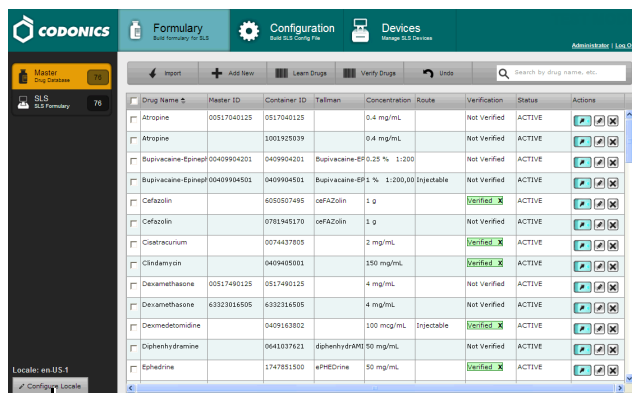 CODONICS
Formulary
Build formulary for SLS
Configuration
Build SLS Config File
Devices
Manage SLS Devices
Administrator | Log O
Master
Drug Database
76
SLS
SLS Formulary
76
Import
Add New
Learn Drugs
Verify Drugs
Undo
Search by drug name, etc.
Drug Name Master ID Container ID Tallman Concentration Route Verification Status Actions
Atropine 00517040125 0517040125 0.4 mg/mL Not Verified ACTIVE
Atropine 1001925039 0.4 mg/mL Not Verified ACTIVE
Bupivacaine-Epineph 00409904201 0409904201 Bupivacaine-EP 0.25 % 1:200 Not Verified ACTIVE
Bupivacaine-Epineph 00409904501 0409904501 Bupivacaine-EP 1 % 1:200,00 Injectable Not Verified ACTIVE
Cefazolin 6050507495 ceFAZolin 1 g Verified X ACTIVE
Cefazolin 0781945170 ceFAZolin 1 g Not Verified ACTIVE
Cisatracurium 0074437805 2 mg/mL Verified X ACTIVE
Clindamycin 0409405001 150 mg/mL Verified X ACTIVE
Dexamethasone 00517490125 0517490125 4 mg/mL Not Verified ACTIVE
Dexamethasone 63323016505 6332316505 4 mg/mL Not Verified ACTIVE
Dexmedetomidine 0409163802 100 mcg/mL Injectable Verified X ACTIVE
Diphenhydramine 0641037621 diphenhydrAMI 50 mg/mL Not Verified ACTIVE
Ephedrine 1747851500 ePHEDrine 50 mg/mL Verified X ACTIVE
Locale: en-US-1
Configure Locale